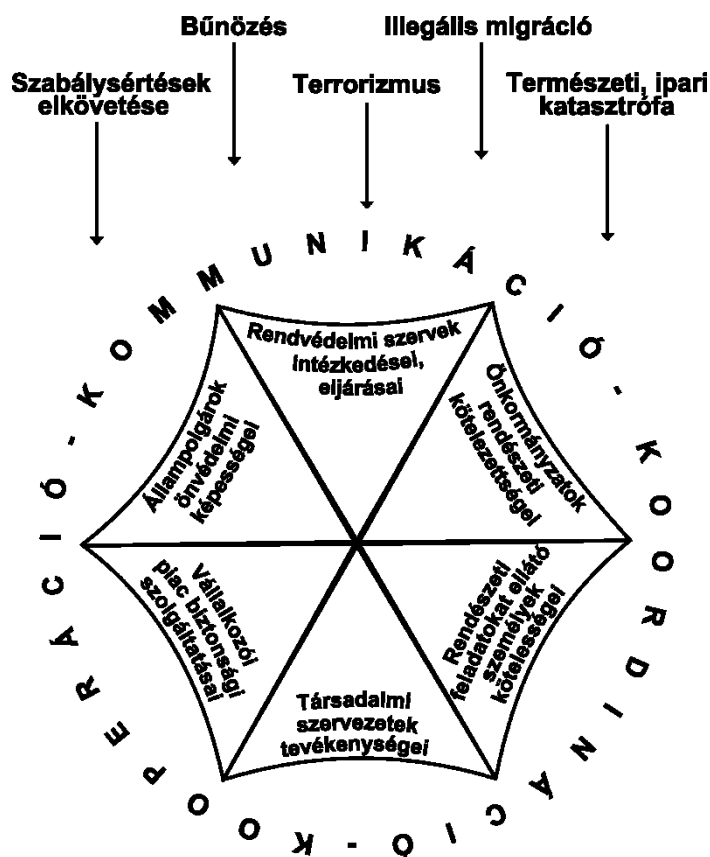 Bűnözés
Illegális migráció
Szabálysértések
elkövetése
Terrorizmus
Természeti, ipari
katasztrófa
KOMMUNIKÁCIÓ-KOORDINÁCIÓ-KOOPERÁCIÓ-
Rendvédelmi szervek
intézkedései,
eljárásai
Önkormányzatok
rendészeti
kötelezettségei
Rendészeti
feladatokat ellátó
személyek
kötelességei
Társadalmi
szervezetek
tevékenységei
Vállalkozói
piac biztonsági
szolgáltatásai
Állampolgárok
önvédelmi
képességei